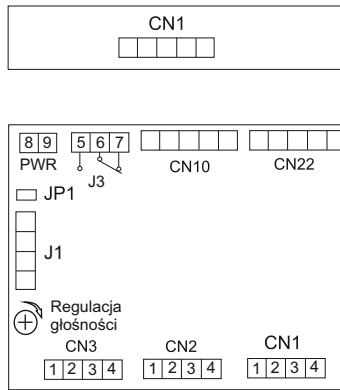 CN1
8 9
5 6 7
PWR
J3
CN10
CN22
JP1
J1
Regulacja
głośności
CN3
CN2
CN1
1 2 3 4
1 2 3 4
1 2 3 4